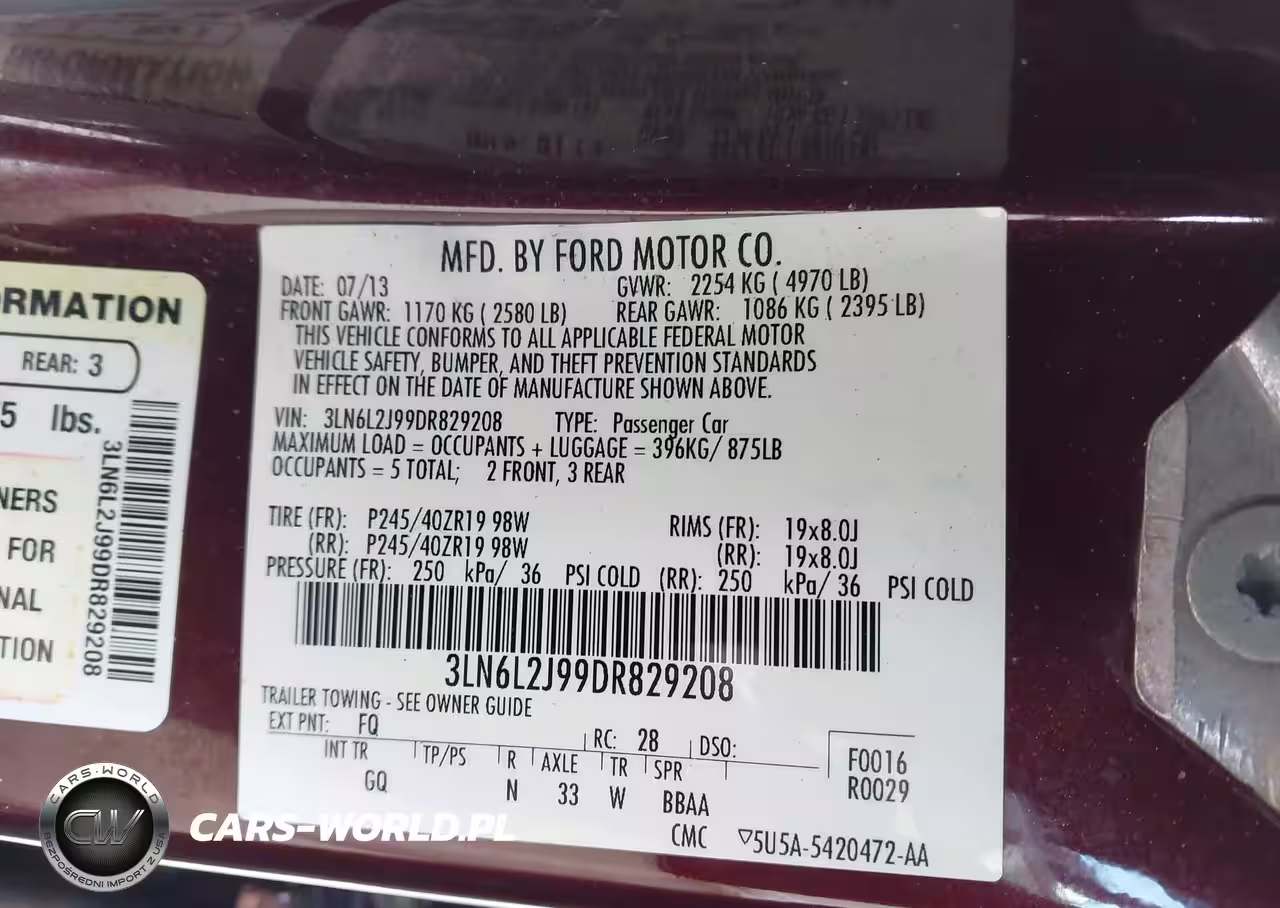 MFD. BY FORD MOTOR CO.
DATE: 07/13 GVWR: 2254 KG ( 4970 LB)
FRONT GAWR: 1170 KG ( 2580 LB) REAR GAWR: 1086 KG ( 2395 LB)
THIS VEHICLE CONFORMS TO ALL APPLICABLE FEDERAL MOTOR
VEHICLE SAFETY, BUMPER, AND THEFT PREVENTION STANDARDS
IN EFFECT ON THE DATE OF MANUFACTURE SHOWN ABOVE.
VIN: 3LN6L2J99DR829208 TYPE: Passenger Car
MAXIMUM LOAD = OCCUPANTS + LUGGAGE = 396KG/ 875LB
OCCUPANTS = 5 TOTAL; 2 FRONT, 3 REAR
TIRE (FR): P245/40ZR19 98W RIMS (FR): 19x8.0J
(RR): P245/40ZR19 98W (RR): 19x8.0J
PRESSURE (FR): 250 kPa/ 36 PSI COLD (RR): 250 kPa/ 36 PSI COLD
3LN6L2J99DR829208
TRAILER TOWING - SEE OWNER GUIDE
EXT PNT: FQ RC: 28 DSO:
INT TR TP/PS R AXLE TR SPR F0016
GQ N 33 W BBAA R0029
CMC ▽5U5A-5420472-AA
RMATION
REAR: 3
5 lbs.
NERS
FOR
NAL
TION
3LN6L2J99DR829208
CARS-WORLD
CW
BEZPOŚREDNI IMPORT Z USA
CARS-WORLD.PL